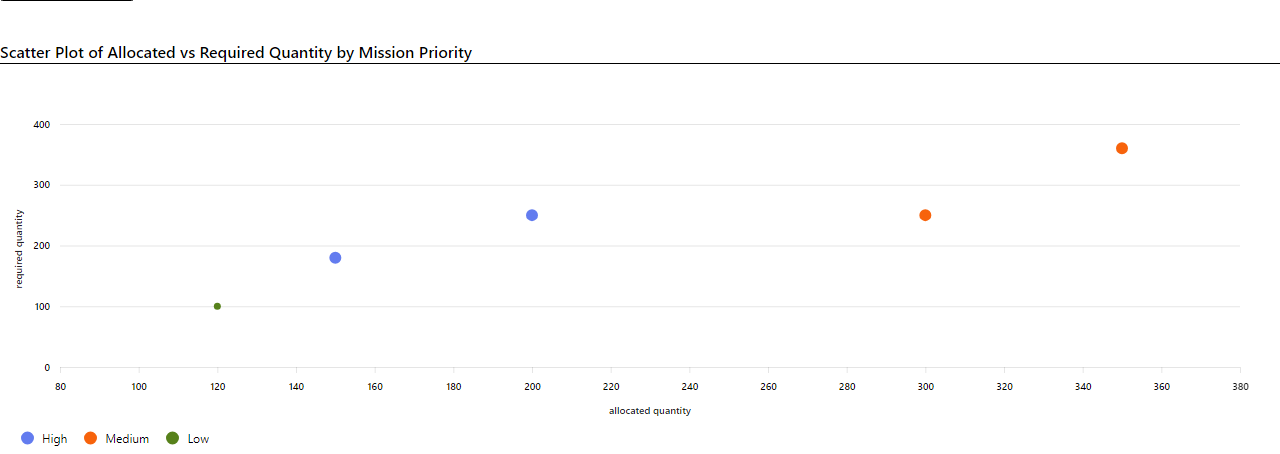 Scatter Plot of Allocated vs Required Quantity by Mission Priority
400
300
200
100
0
required quantity
80 100 120 140 160 180 200 220 240 260 280 300 320 340 360 380
allocated quantity
High Medium Low